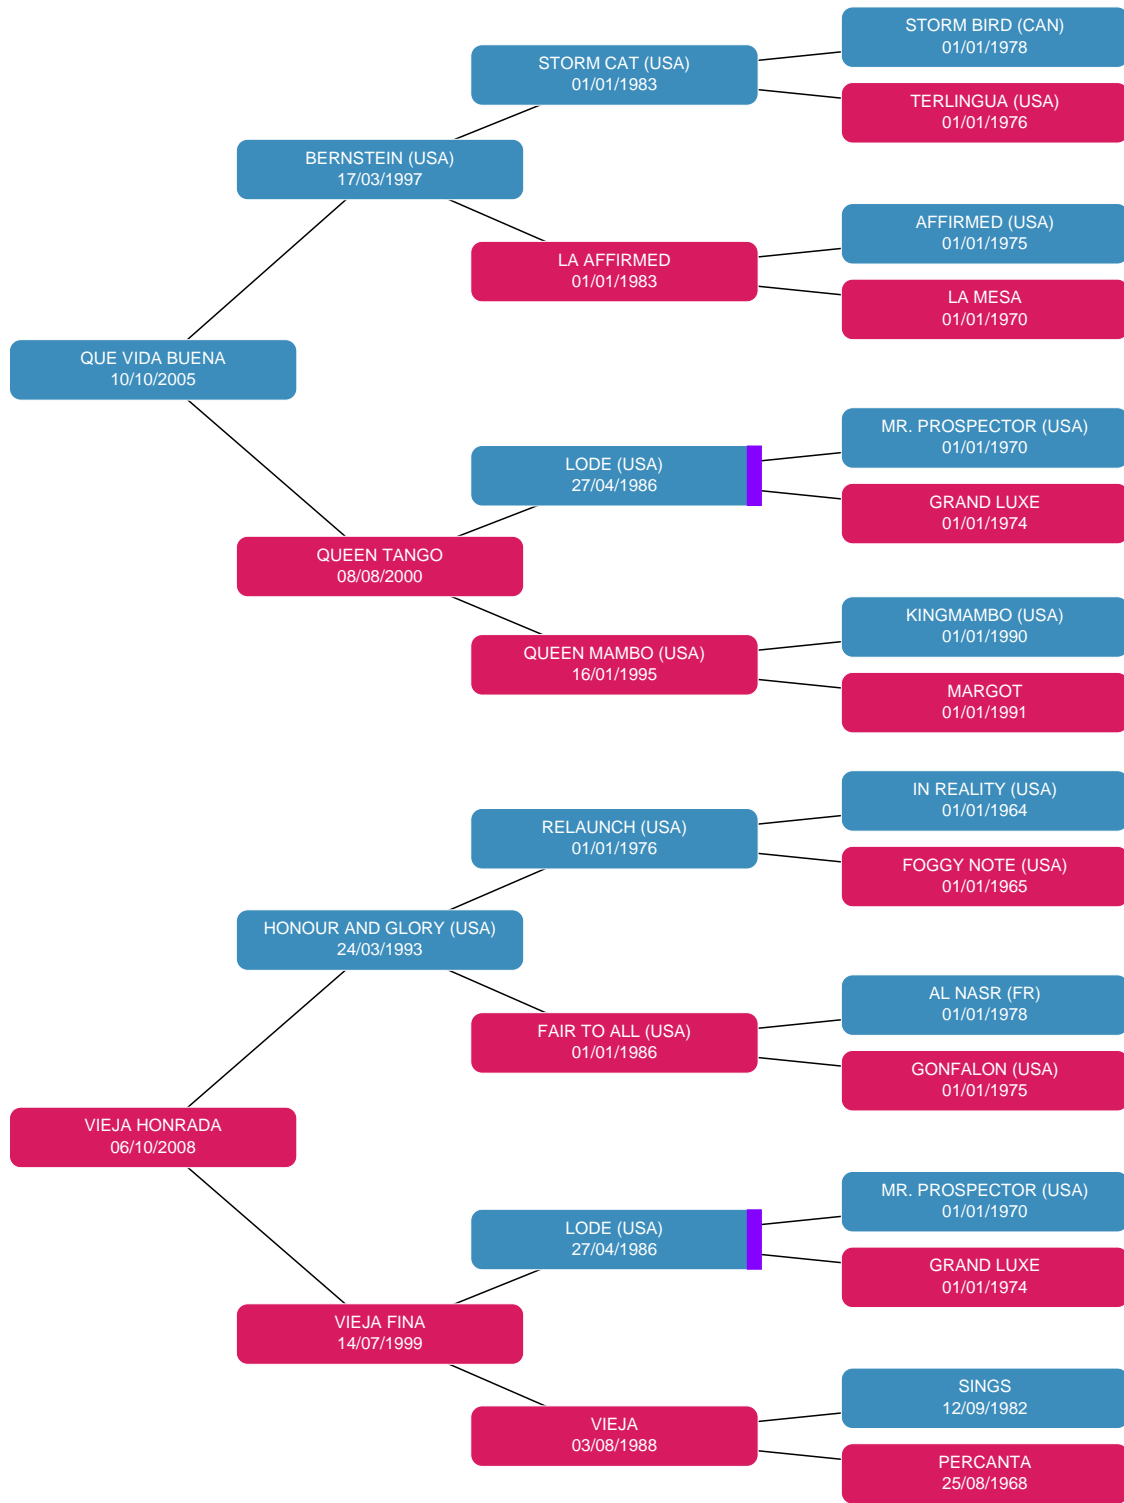 STORM BIRD (CAN)
01/01/1978
STORM CAT (USA)
01/01/1983
TERLINGUA (USA)
01/01/1976
BERNSTEIN (USA)
17/03/1997
AFFIRMED (USA)
01/01/1975
LA AFFIRMED
01/01/1983
LA MESA
01/01/1970
QUE VIDA BUENA
10/10/2005
MR. PROSPECTOR (USA)
01/01/1970
LODE (USA)
27/04/1986
GRAND LUXE
01/01/1974
QUEEN TANGO
08/08/2000
KINGMAMBO (USA)
01/01/1990
QUEEN MAMBO (USA)
16/01/1995
MARGOT
01/01/1991
IN REALITY (USA)
01/01/1964
RELAUNCH (USA)
01/01/1976
FOGGY NOTE (USA)
01/01/1965
HONOUR AND GLORY (USA)
24/03/1993
AL NASR (FR)
01/01/1978
FAIR TO ALL (USA)
01/01/1986
GONFALON (USA)
01/01/1975
VIEJA HONRADA
06/10/2008
MR. PROSPECTOR (USA)
01/01/1970
LODE (USA)
27/04/1986
GRAND LUXE
01/01/1974
VIEJA FINA
14/07/1999
SINGS
12/09/1982
VIEJA
03/08/1988
PERCANTA
25/08/1968